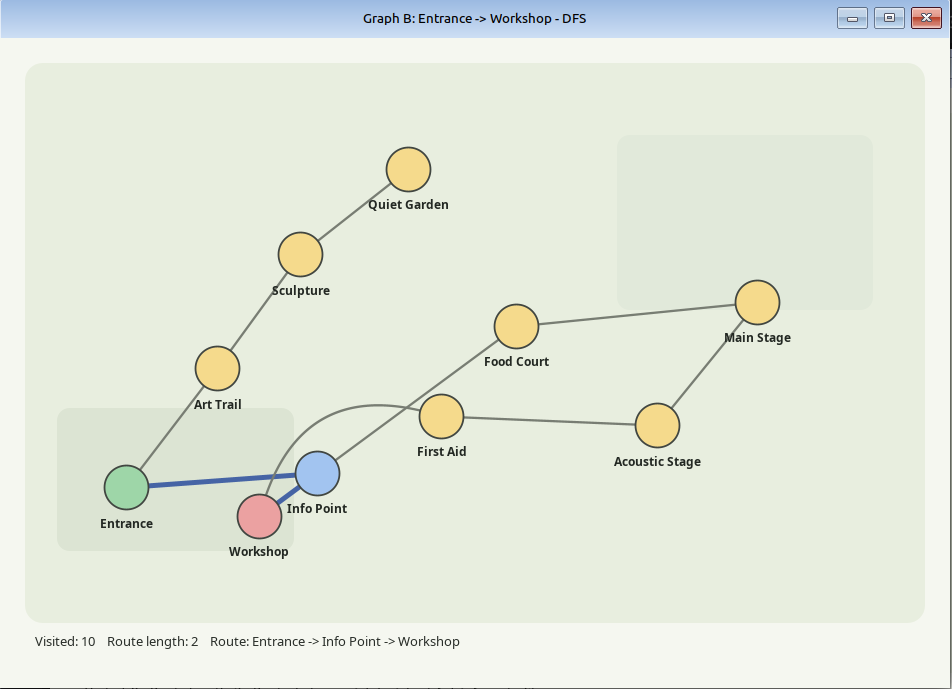 Graph B: Entrance -> Workshop - DFS
Quiet Garden
Sculpture
Main Stage
Food Court
Art Trail
First Aid
Acoustic Stage
Info Point
Entrance
Workshop
Visited: 10 Route length: 2 Route: Entrance -> Info Point -> Workshop